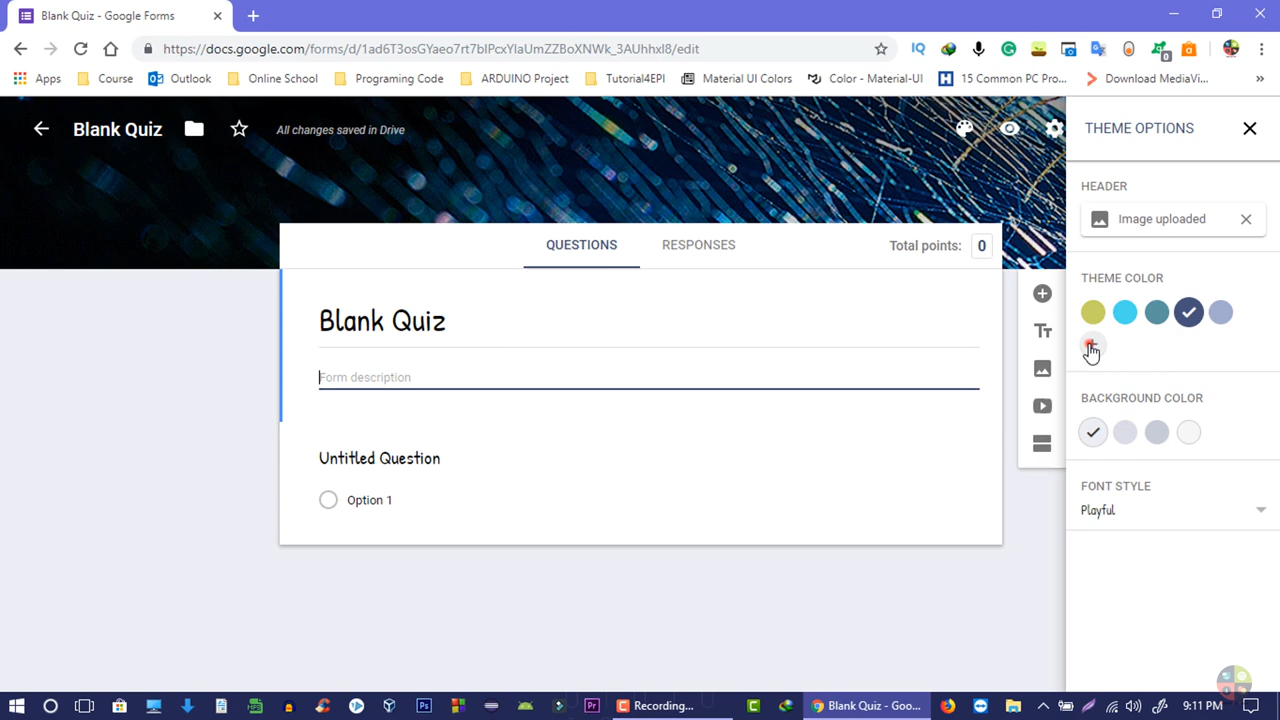 Blank Quiz - Google Forms
https://docs.google.com/forms/d/1ad6T3osGYaeo7rt7blPcxYlaUmZZBoXNWk_3AUhhxl8/edit
0
Apps Course Outlook Online School Programing Code ARDUINO Project Tutorial4EPI Material UI Colors Color - Material-UI 15 Common PC Pro... Download MediaVi... »
Blank Quiz All changes saved in Drive THEME OPTIONS
HEADER
Image uploaded
QUESTIONS RESPONSES Total points: 0
THEME COLOR
Blank Quiz
Form description
BACKGROUND COLOR
Untitled Question
FONT STYLE
Option 1
Playful
Recording... Blank Quiz - Goo... 9:11 PM